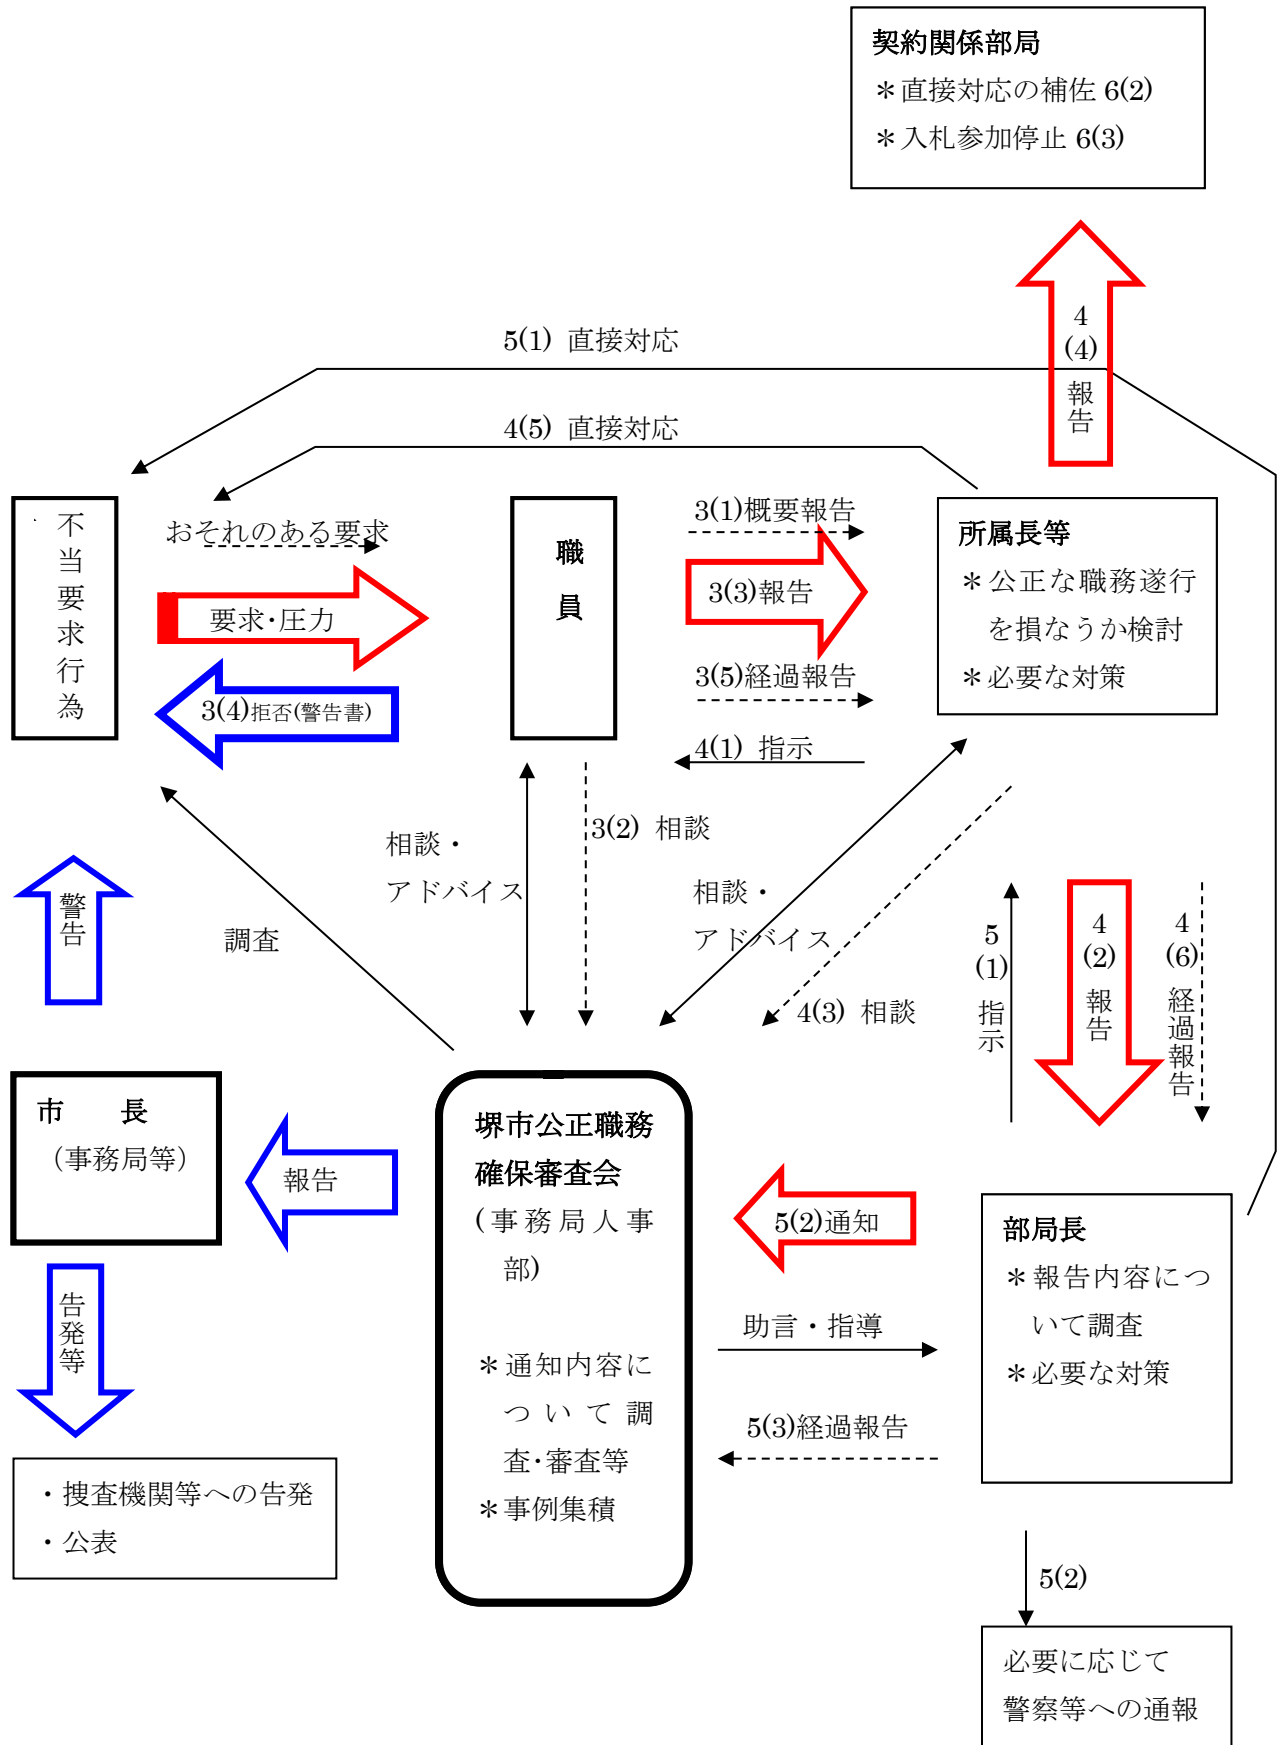 契約関係部局
＊直接対応の補佐 6(2)
＊入札参加停止 6(3)
4(4) 報告
5(1) 直接対応
4(5) 直接対応
不当要求行為
おそれのある要求
要求・圧力
3(4)拒否(警告書)
職員
3(1)概要報告
3(3)報告
3(5)経過報告
4(1) 指示
所属長等
＊公正な職務遂行
を損なうか検討
＊必要な対策
相談・
アドバイス
3(2) 相談
相談・
アドバイス
4(3) 相談
5(1) 指示
4(2) 報告
4(6) 経過報告
警告
調査
市　　長
（事務局等）
報告
堺市公正職務
確保審査会
(事務局人事
部)
＊通知内容に
ついて調
査・審査等
＊事例集積
5(2)通知
助言・指導
5(3)経過報告
部局長
＊報告内容につ
いて調査
＊必要な対策
告発等
・捜査機関等への告発
・公表
5(2)
必要に応じて
警察等への通報